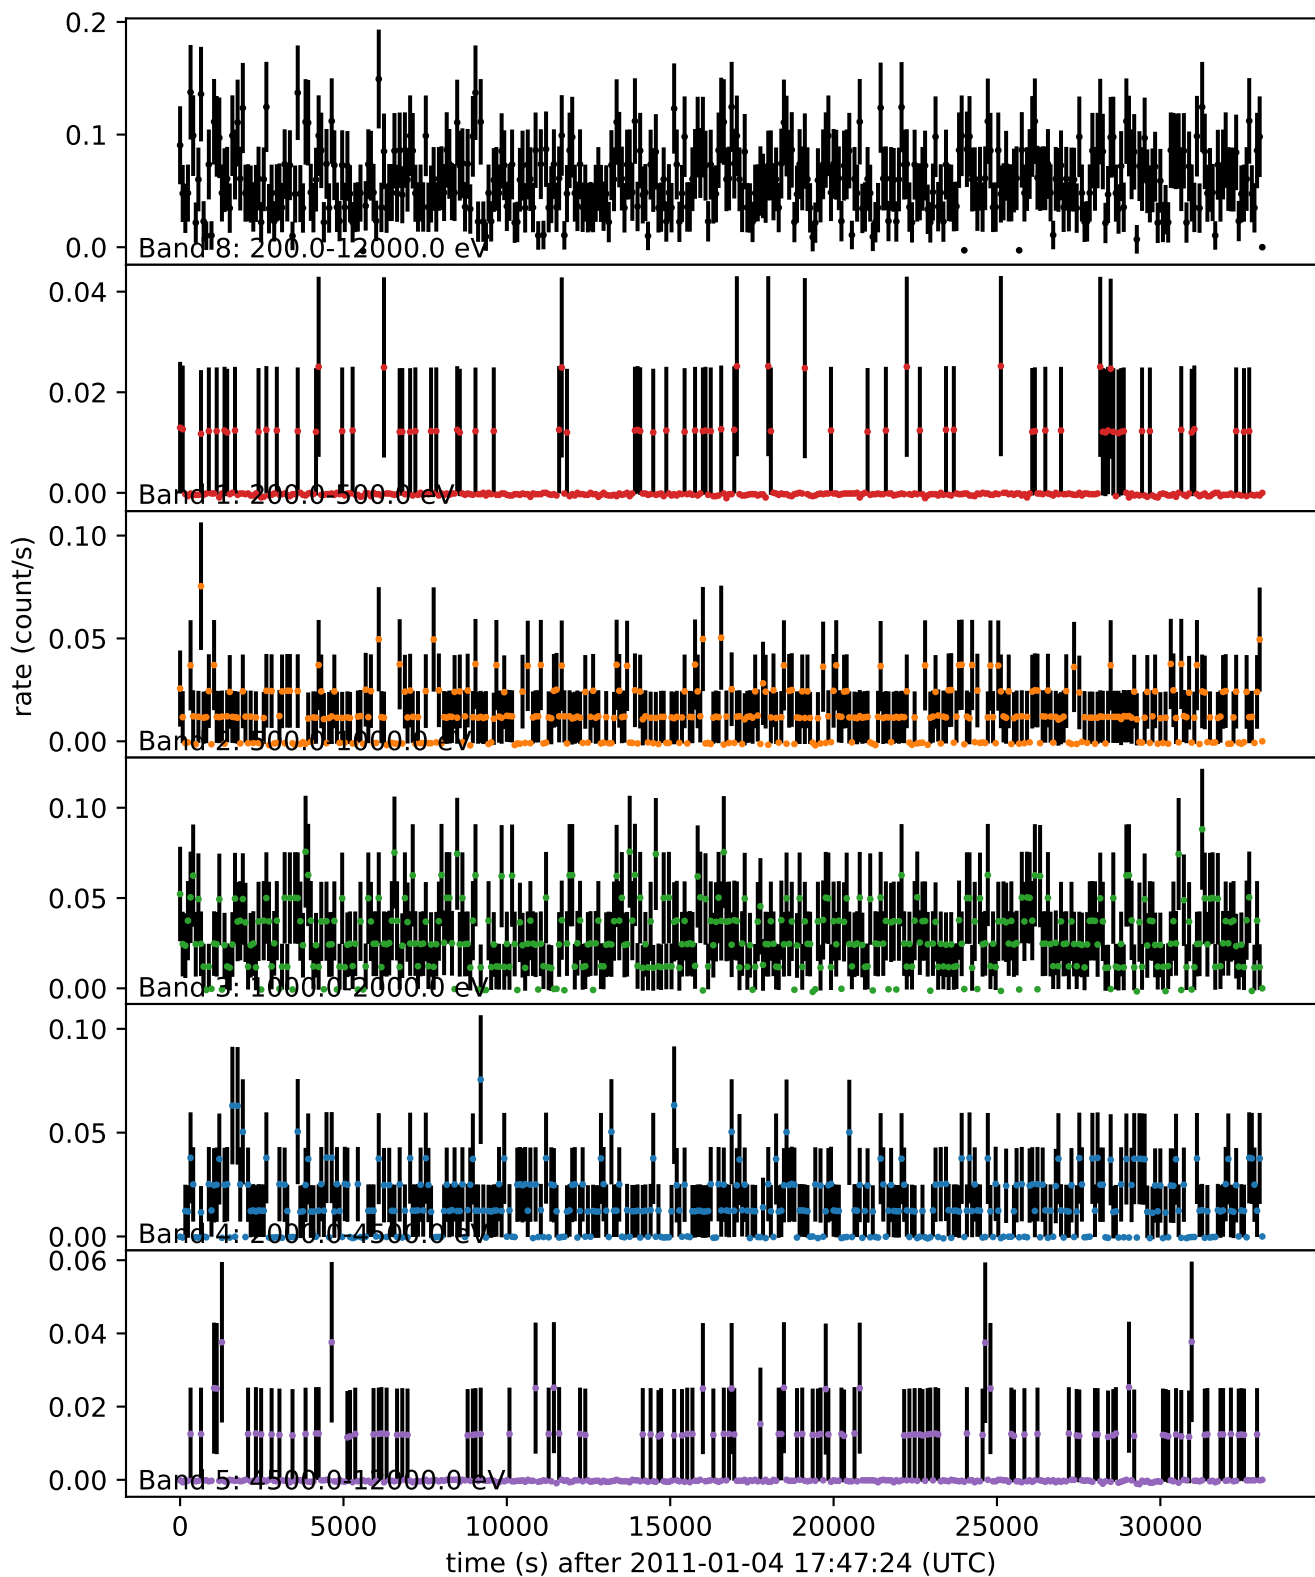 0.2
0.1
0.0
Band 8: 200.0-12000.0 eV
0.04
0.02
0.00
Band 1: 200.0-500.0 eV
rate (count/s)
0.10
0.05
0.00
Band 2: 500.0-1000.0 eV
0.10
0.05
0.00
Band 3: 1000.0-2000.0 eV
0.10
0.05
0.00
Band 4: 2000.0-4500.0 eV
0.06
0.04
0.02
0.00
Band 5: 4500.0-12000.0 eV
0 5000 10000 15000 20000 25000 30000
time (s) after 2011-01-04 17:47:24 (UTC)